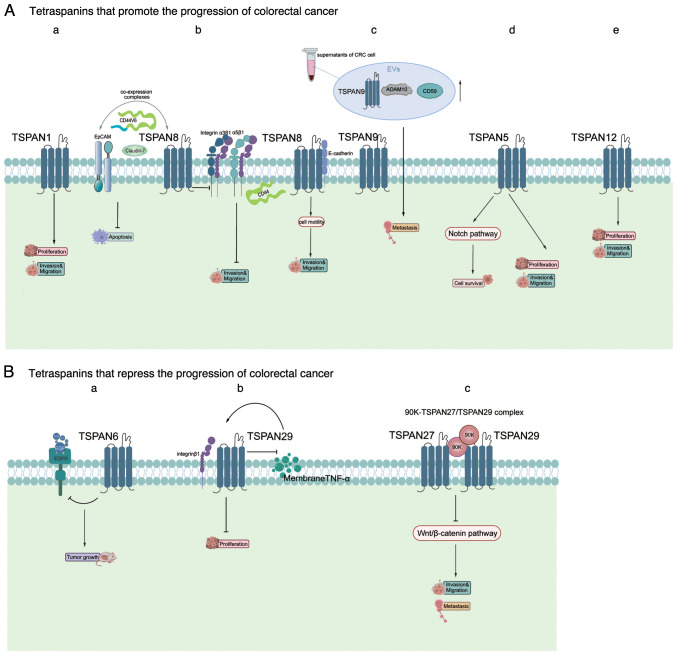 A Tetraspanins that promote the progression of colorectal cancer
a
b
c
d
e
supernatants of CRC cell
EVs
TSPAN9
ADAM10
CD69
co-expression
complexes
CD44V6
EpCAM
Claudin-7
TSPAN1
TSPAN8
Integrin α3β1 α5β1
TSPAN8
E-cadherin
TSPAN9
TSPAN5
TSPAN12
CD44
Apoptosis
cell motility
Metastasis
Notch pathway
Proliferation
Invasion&
Migration
Invasion&
Migration
Invasion&
Migration
Cell survival
Proliferation
Invasion&
Migration
Proliferation
Invasion&
Migration
B Tetraspanins that repress the progression of colorectal cancer
a
b
c
90K-TSPAN27/TSPAN29 complex
TSPAN6
TSPAN29
TSPAN27
90K
90K
TSPAN29
EGFR
integrinβ1
MembraneTNF-α
Tumor growth
Proliferation
Wnt/β-catenin pathway
Invasion&
Migration
Metastasis